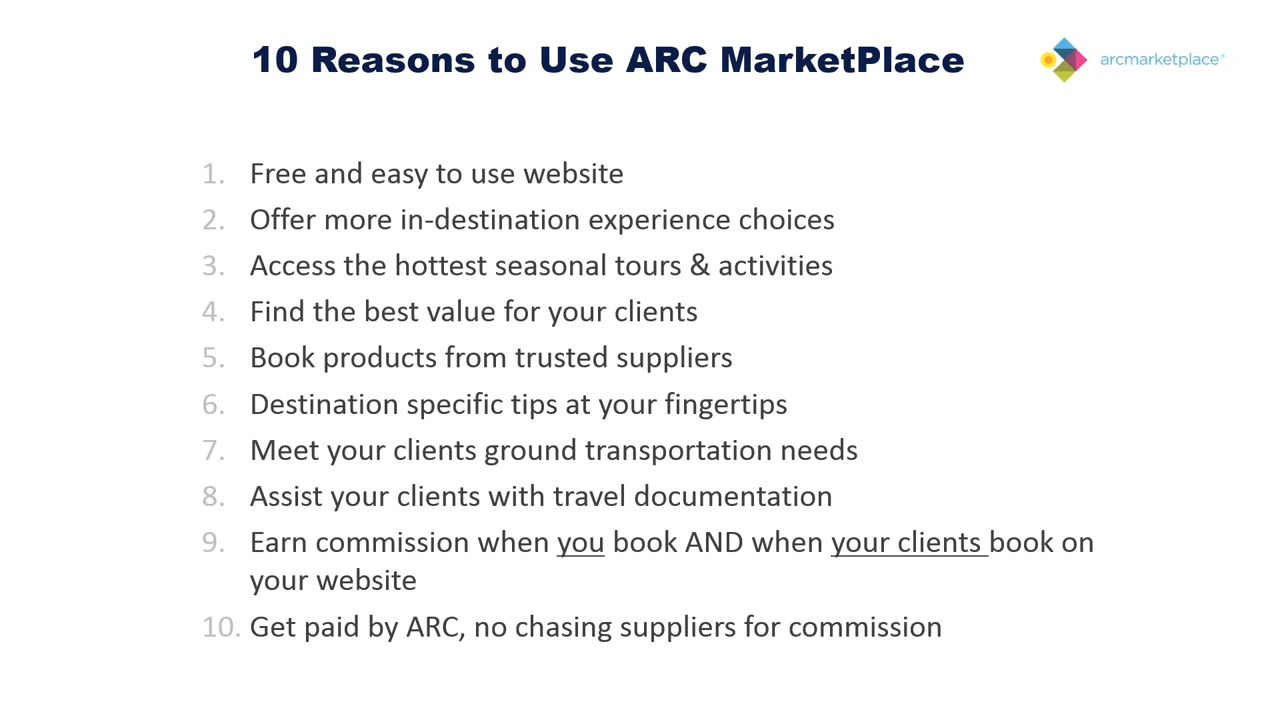 10 Reasons to Use ARC MarketPlace
arcmarketplace®
1. Free and easy to use website
2. Offer more in-destination experience choices
3. Access the hottest seasonal tours & activities
4. Find the best value for your clients
5. Book products from trusted suppliers
6. Destination specific tips at your fingertips
7. Meet your clients ground transportation needs
8. Assist your clients with travel documentation
9. Earn commission when you book AND when your clients book on
your website
10. Get paid by ARC, no chasing suppliers for commission